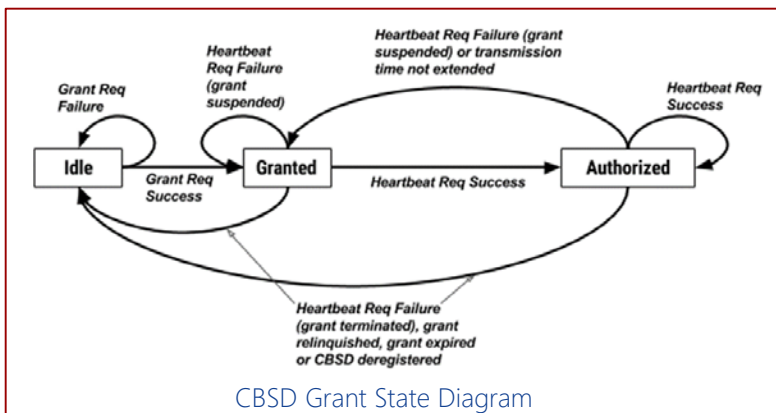 Heartbeat Req Failure (grant
suspended) or transmission
time not extended
Heartbeat
Req Failure
(grant
suspended)
Grant Req
Failure
Heartbeat Req
Success
Idle
Granted
Authorized
Grant Req
Success
Heartbeat Req Success
Heartbeat Req Failure
(grant terminated), grant
relinquished, grant expired
or CBSD deregistered
CBSD Grant State Diagram